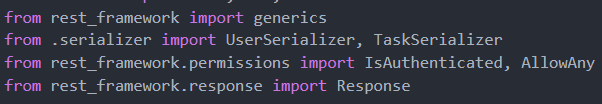 from rest_framework import generics
from .serializer import UserSerializer, TaskSerializer
from rest_framework.permissions import IsAuthenticated, AllowAny
from rest_framework.response import Response